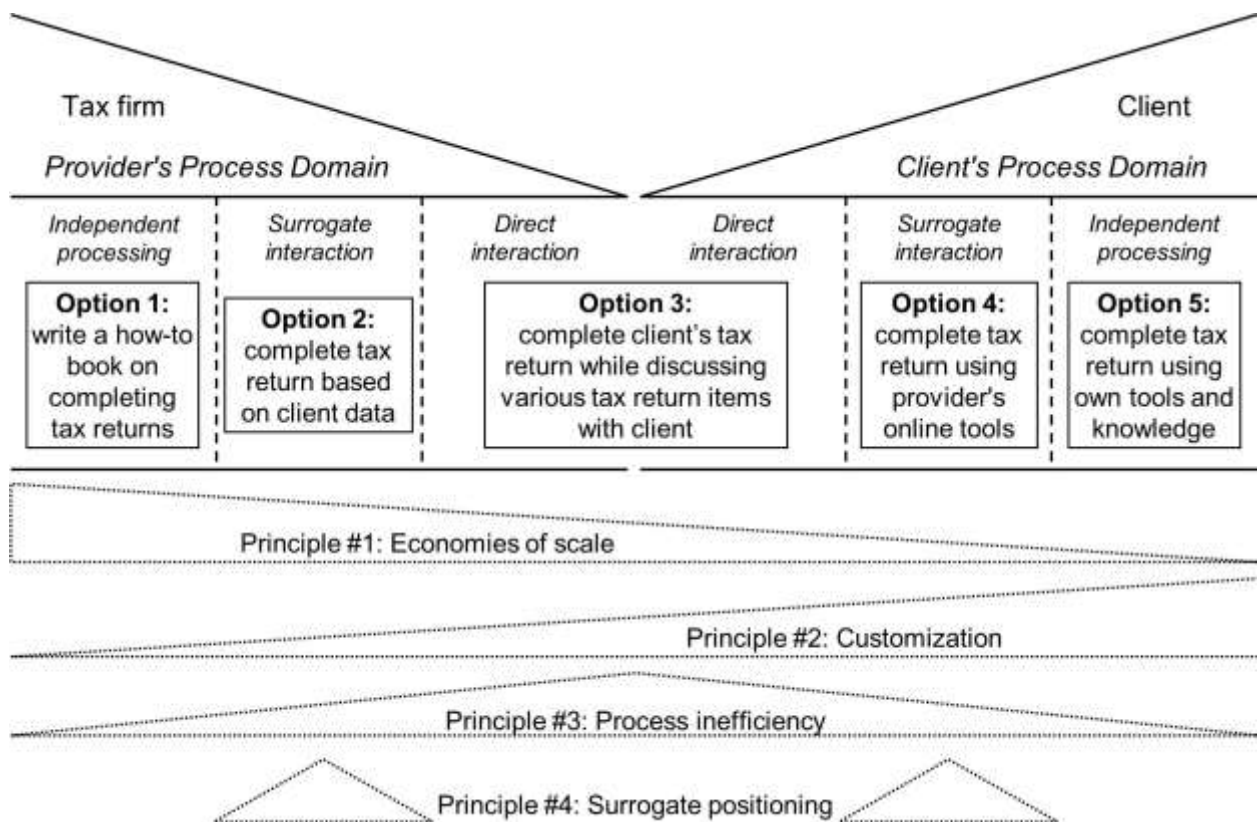 Tax firm
Client
Provider's Process Domain
Client's Process Domain
Independent
processing
Surrogate
interaction
Direct
interaction
Direct
interaction
Surrogate
interaction
Independent
processing
Option 1:
write a how-to
book on
completing
tax returns
Option 2:
complete tax
return based
on client data
Option 3:
complete client's tax
return while discussing
various tax return items
with client
Option 4:
complete tax
return using
provider's
online tools
Option 5:
complete tax
return using
own tools and
knowledge
Principle #1: Economies of scale
Principle #2: Customization
Principle #3: Process inefficiency
Principle #4: Surrogate positioning